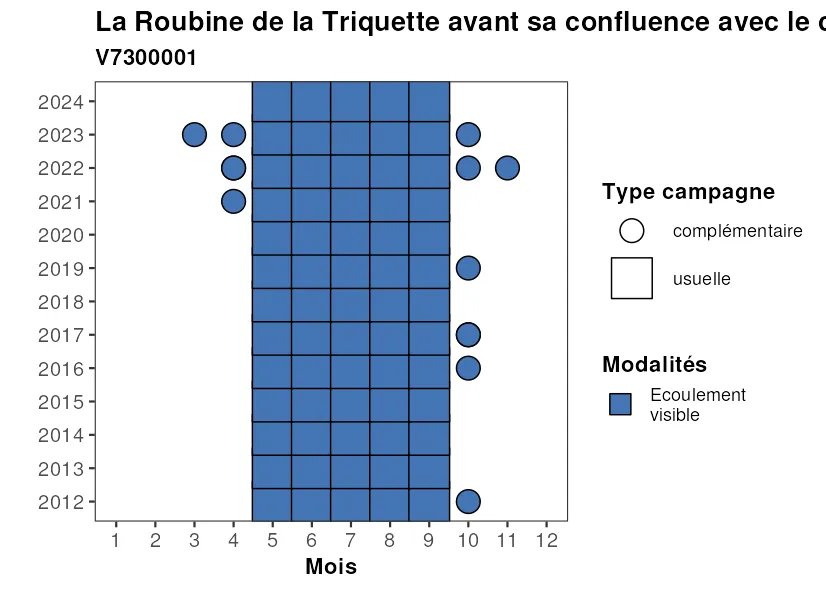 La Roubine de la Triquette avant sa confluence avec le
V7300001
2024
2023
2022
2021
2020
2019
2018
2017
2016
2015
2014
2013
2012
1 2 3 4 5 6 7 8 9 10 11 12
Mois
Type campagne
complémentaire
usuelle
Modalités
Ecoulement
visible